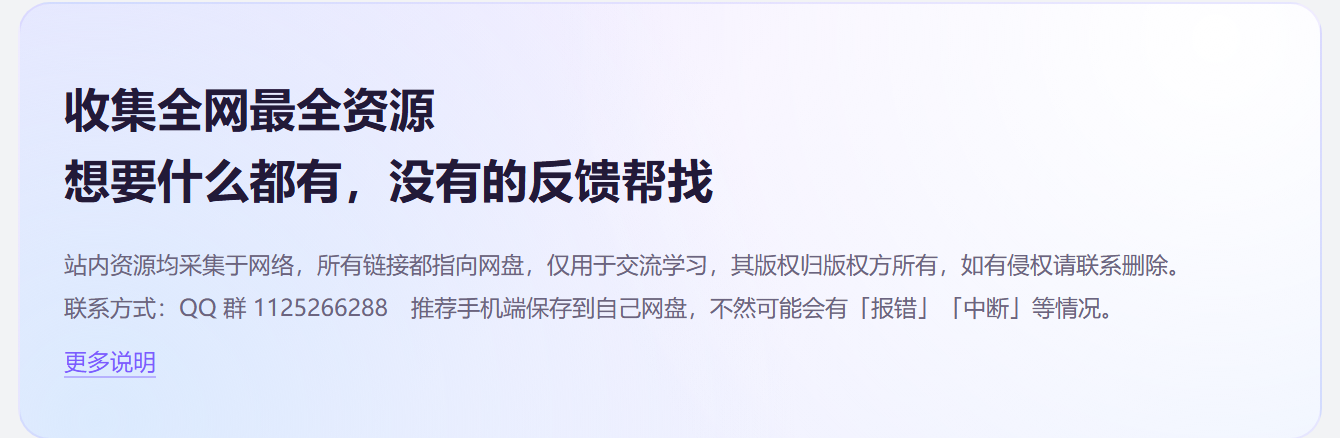 收集全网最全资源
想要什么都有，没有的反馈帮找
站内资源均采集于网络，所有链接都指向网盘，仅用于交流学习，其版权归版权方所有，如有侵权请联系删除。
联系方式：QQ 群 1125266288　推荐手机端保存到自己网盘，不然可能会有「报错」「中断」等情况。
更多说明